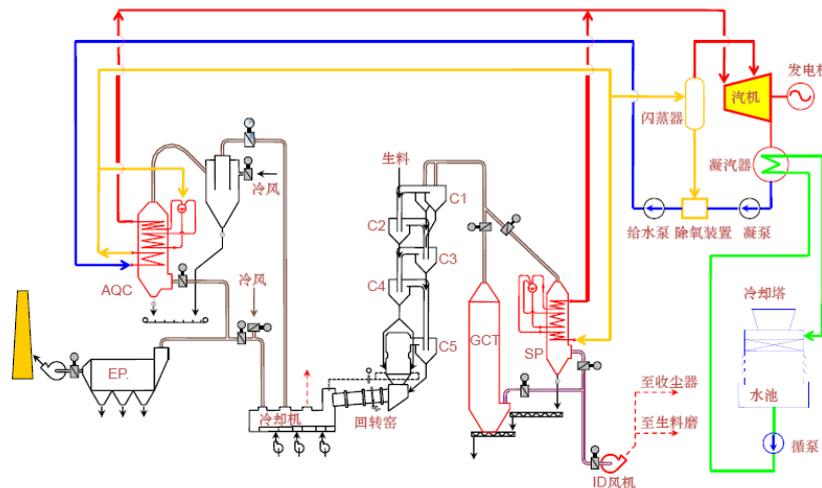 发电机
汽机
闪蒸器
凝汽器
给水泵
除氧装置
凝泵
生料
冷风
C1
C2
C3
C4
C5
AQC
冷风
冷却塔
GCT
SP
EP.
水池
至收尘器
冷却机
回转窑
至生料磨
循泵
ID风机